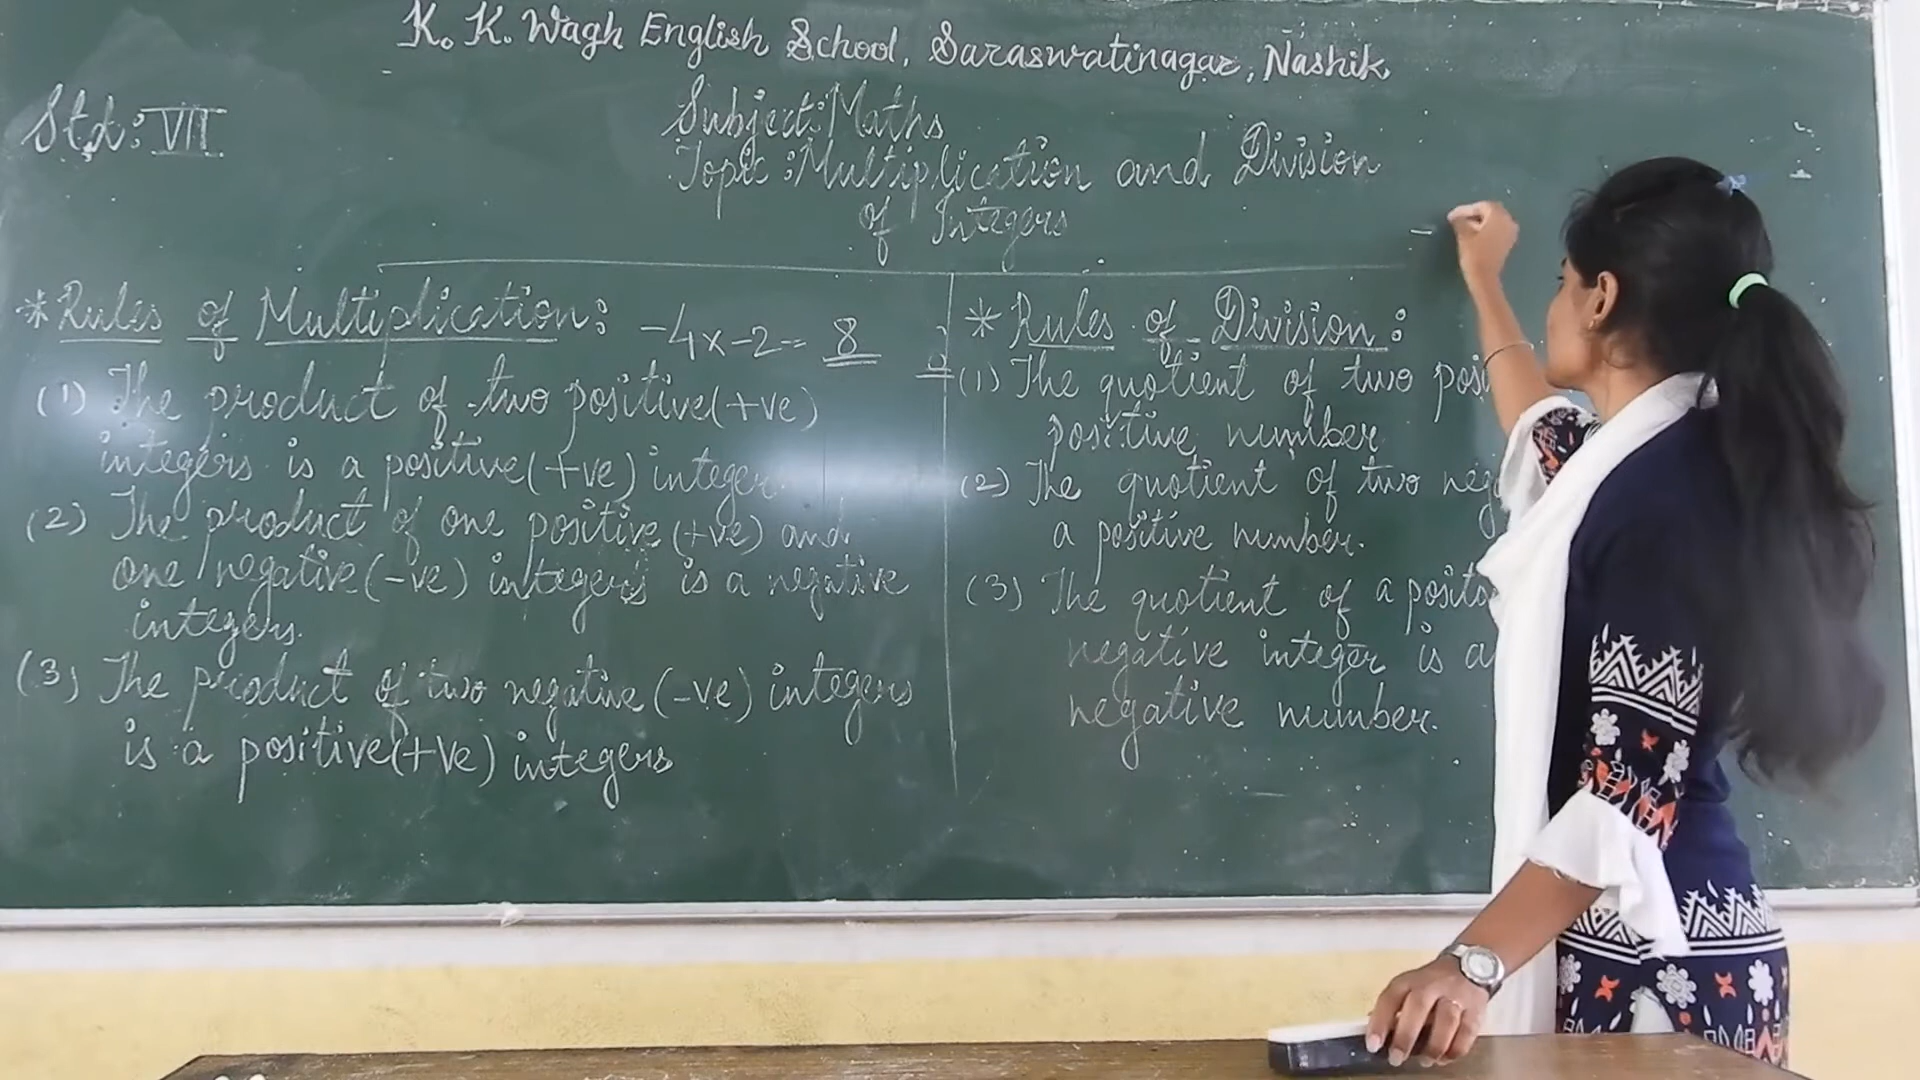 K. K. Wagh English School, Saraswatinagar, Nashik.
Std: VII
Subject: Maths
Topic: Multiplication and Division
of Integers
* Rules of Multiplication:
-4x-2= 8
(1) The product of two positive(+ve)
integers is a positive(+ve) integer.
(2) The product of one positive(+ve) and
one negative(-ve) integers is a negative
integers.
(3) The product of two negative(-ve) integers
is a positive(+ve) integers
* Rules of Division:
(1) The quotient of two posi
positive number
(2) The quotient of two neg
a positive number.
(3) The quotient of a posit
negative integer is a
negative number.
-